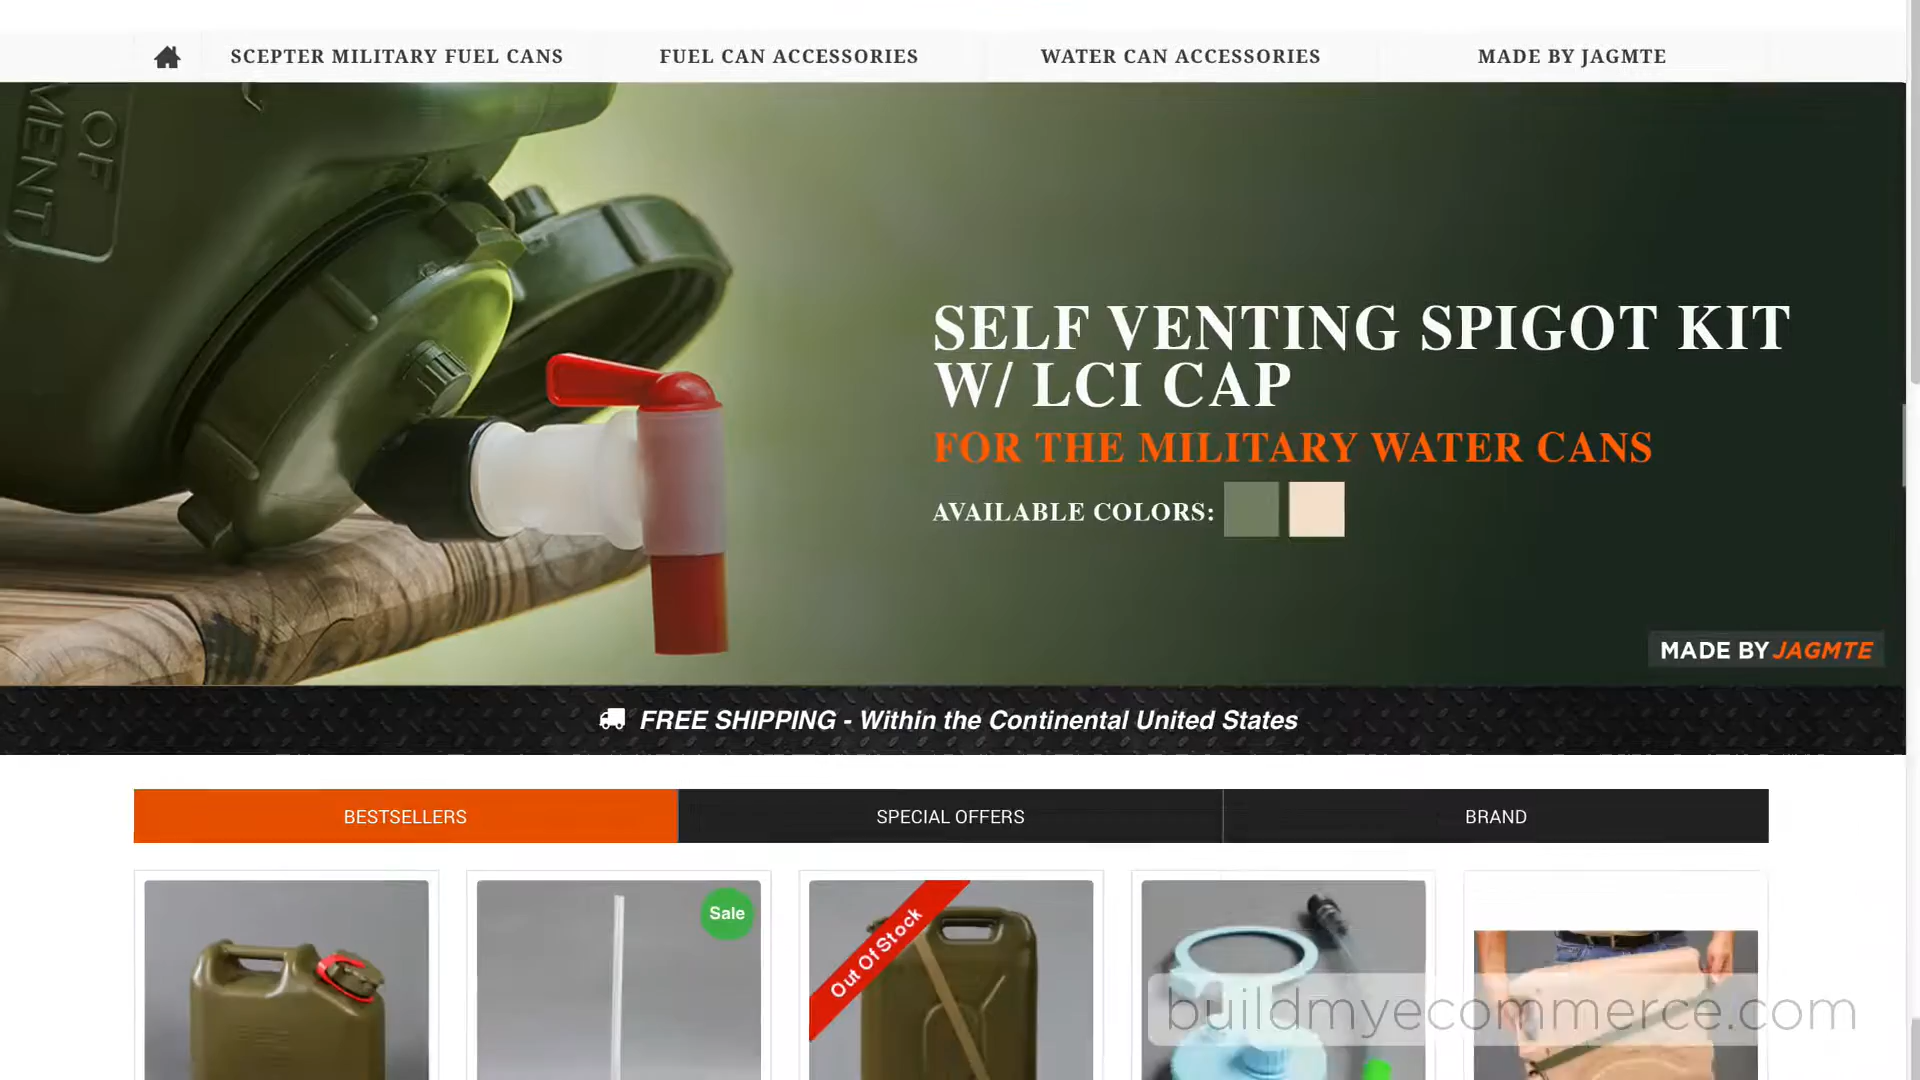 SCEPTER MILITARY FUEL CANS
FUEL CAN ACCESSORIES
WATER CAN ACCESSORIES
MADE BY JAGMTE
OF
MENT
SELF VENTING SPIGOT KIT
W/ LCI CAP
FOR THE MILITARY WATER CANS
AVAILABLE COLORS:
MADE BY JAGMTE
FREE SHIPPING - Within the Continental United States
BESTSELLERS
SPECIAL OFFERS
BRAND
Sale
Out Of Stock
buildmyecommerce.com